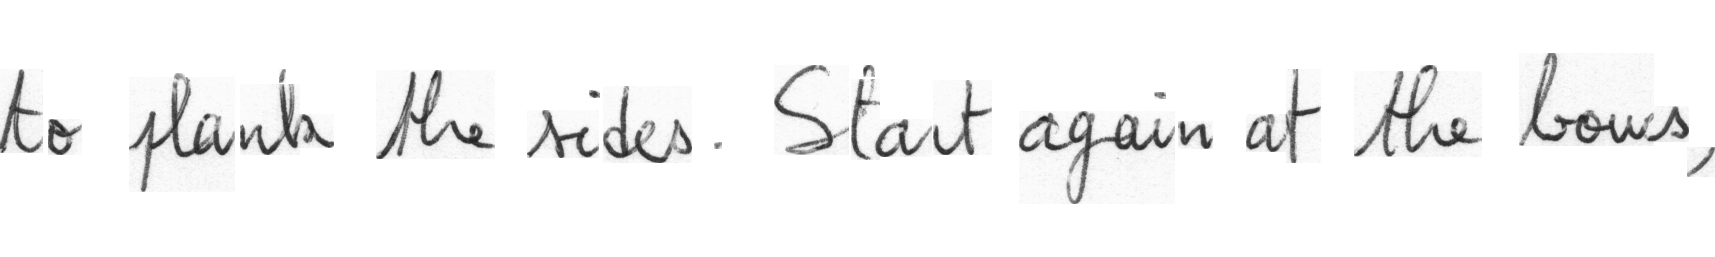 to plank the sides. Start again at the bows,